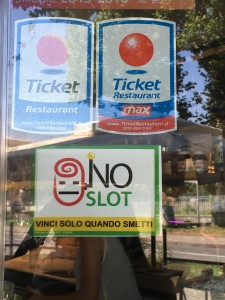 Ticket
Restaurant
Ticket
Restaurant
max
NO
SLOT
VINCI SOLO QUANDO SMETTI